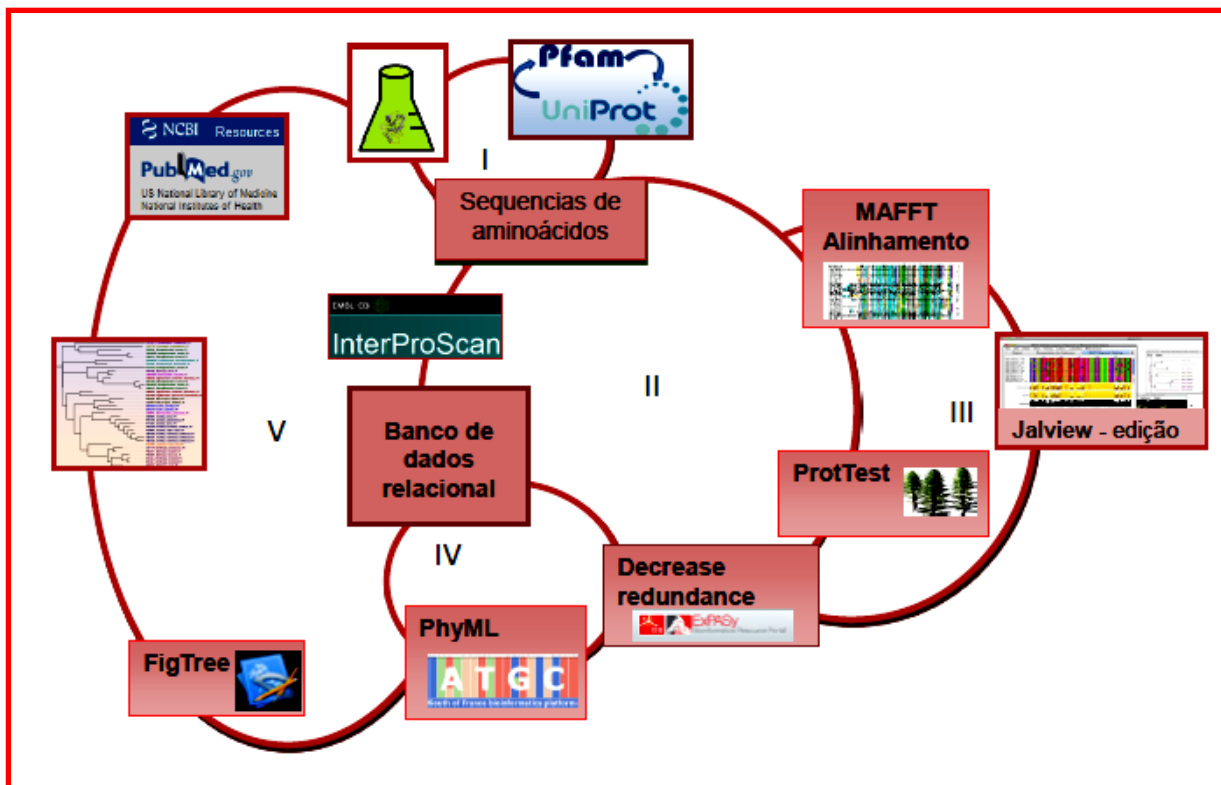 Pfam
UniProt
NCBI Resources
PubMed.gov
US National Library of Medicine
National Institutes of Health
I
Sequencias de
aminoácidos
MAFFT
Alinhamento
InterProScan
II
III
Jalview - edição
V
Banco de
dados
relacional
ProtTest
IV
Decrease
redundance
ExPASy
PhyML
ATGC
South of France bioinformatics platform
FigTree